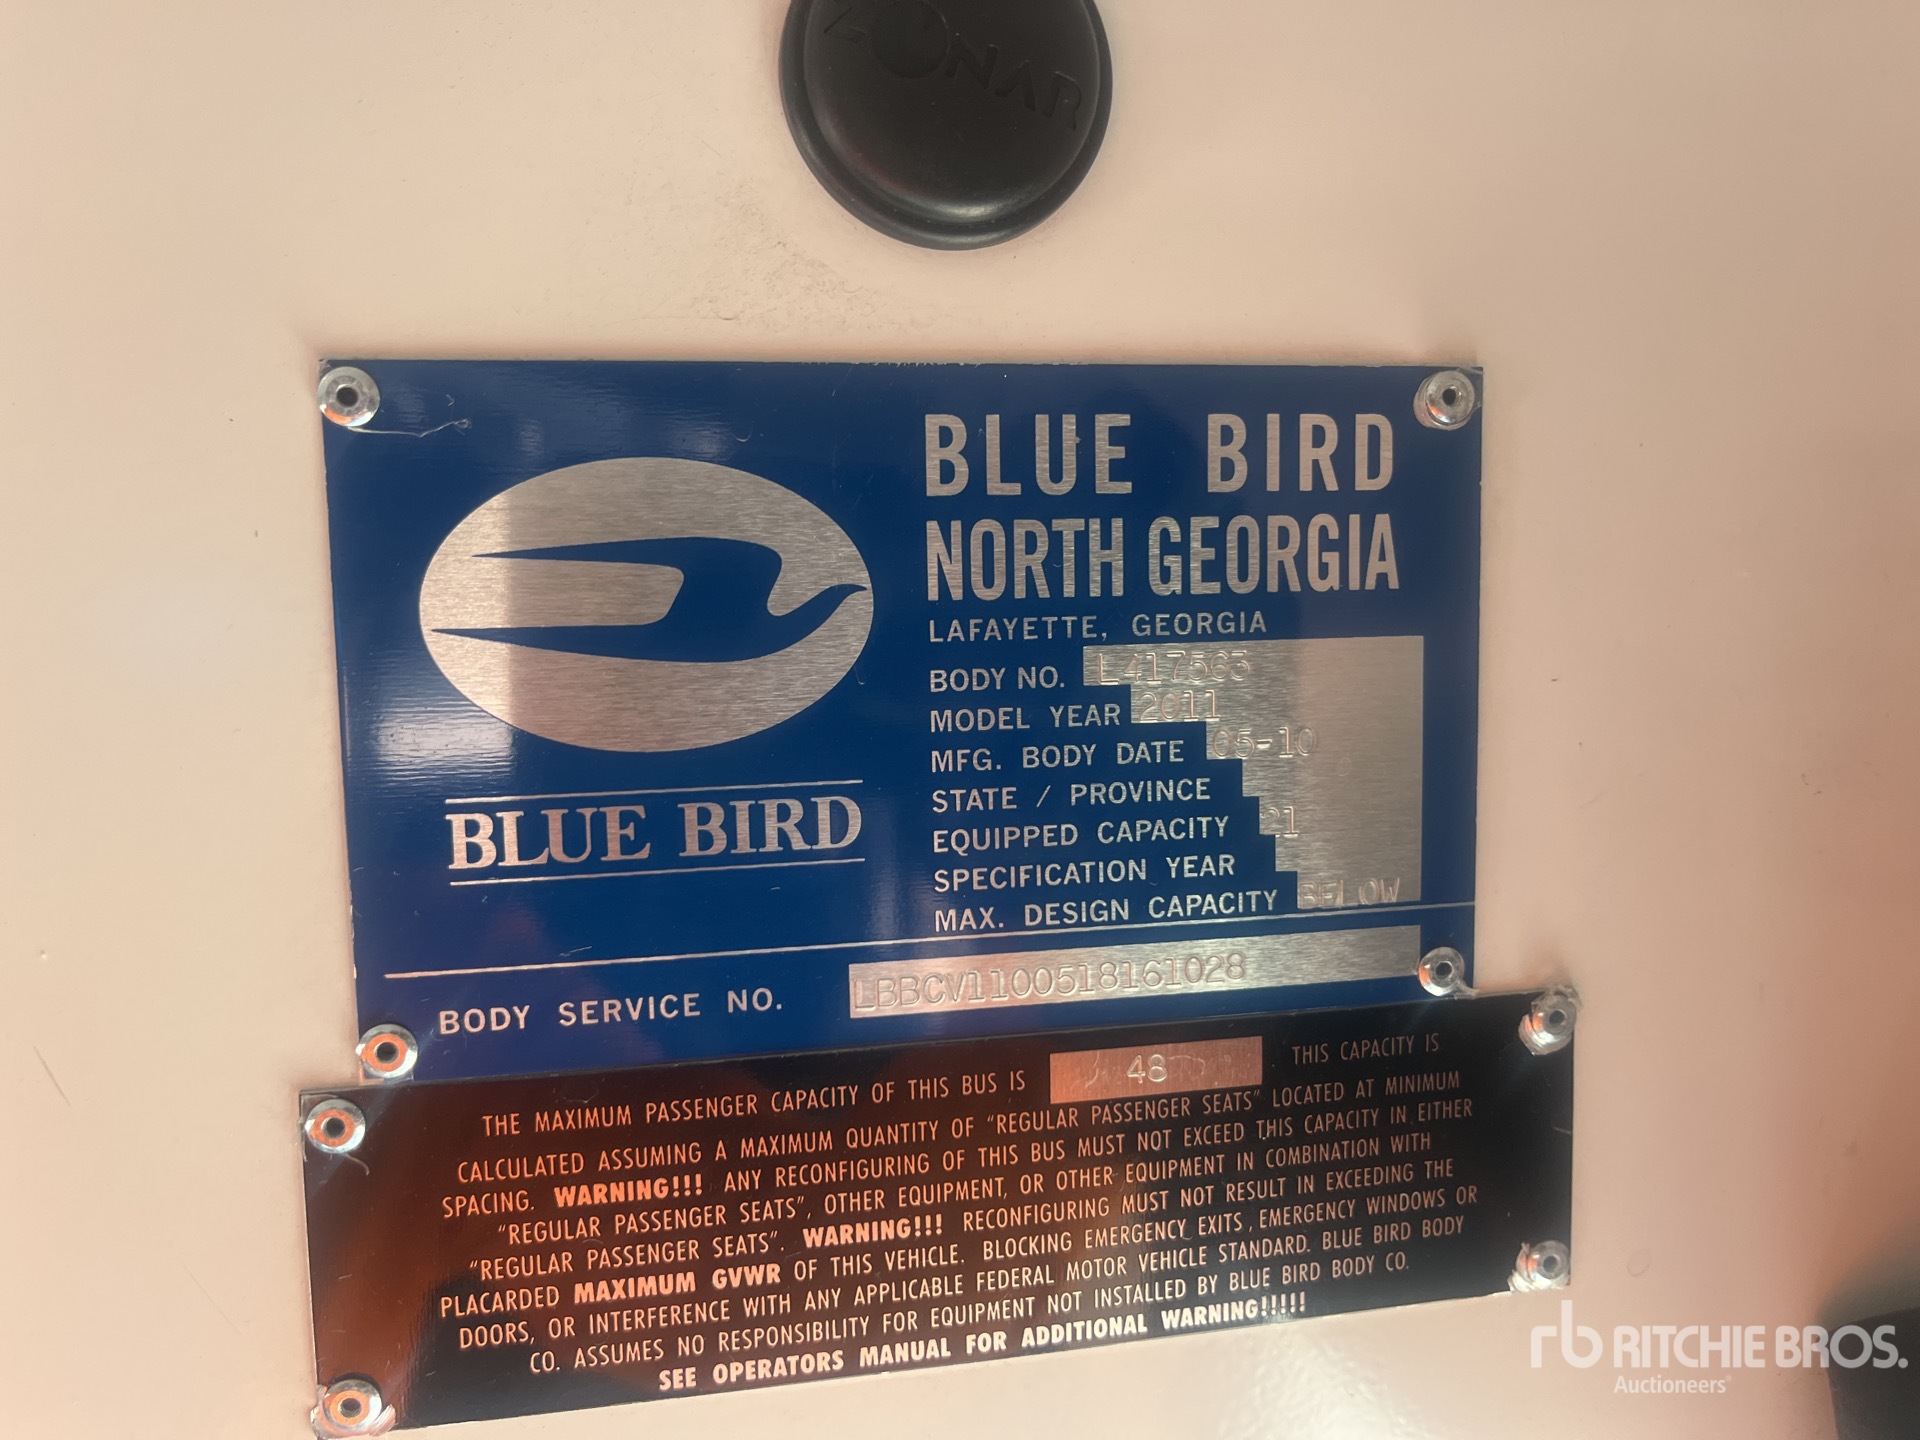 ZONAR
BLUE BIRD
NORTH GEORGIA
LAFAYETTE, GEORGIA
BODY NO. L417563
MODEL YEAR 2011
MFG. BODY DATE 05-10
STATE / PROVINCE
EQUIPPED CAPACITY 21
SPECIFICATION YEAR
MAX. DESIGN CAPACITY BELOW
BLUE BIRD
BODY SERVICE NO. LBBCV1100518161028
THE MAXIMUM PASSENGER CAPACITY OF THIS BUS IS 48 THIS CAPACITY IS
CALCULATED ASSUMING A MAXIMUM QUANTITY OF "REGULAR PASSENGER SEATS" LOCATED AT MINIMUM
SPACING. WARNING!!! ANY RECONFIGURING OF THIS BUS MUST NOT EXCEED THIS CAPACITY IN EITHER
"REGULAR PASSENGER SEATS", OTHER EQUIPMENT, OR OTHER EQUIPMENT IN COMBINATION WITH
"REGULAR PASSENGER SEATS". WARNING!!! RECONFIGURING MUST NOT RESULT IN EXCEEDING THE
PLACARDED MAXIMUM GVWR OF THIS VEHICLE. BLOCKING EMERGENCY EXITS, EMERGENCY WINDOWS OR
DOORS, OR INTERFERENCE WITH ANY APPLICABLE FEDERAL MOTOR VEHICLE STANDARD. BLUE BIRD BODY
CO. ASSUMES NO RESPONSIBILITY FOR EQUIPMENT NOT INSTALLED BY BLUE BIRD BODY CO.
SEE OPERATORS MANUAL FOR ADDITIONAL WARNING!!!!!
rb RITCHIE BROS.
Auctioneers